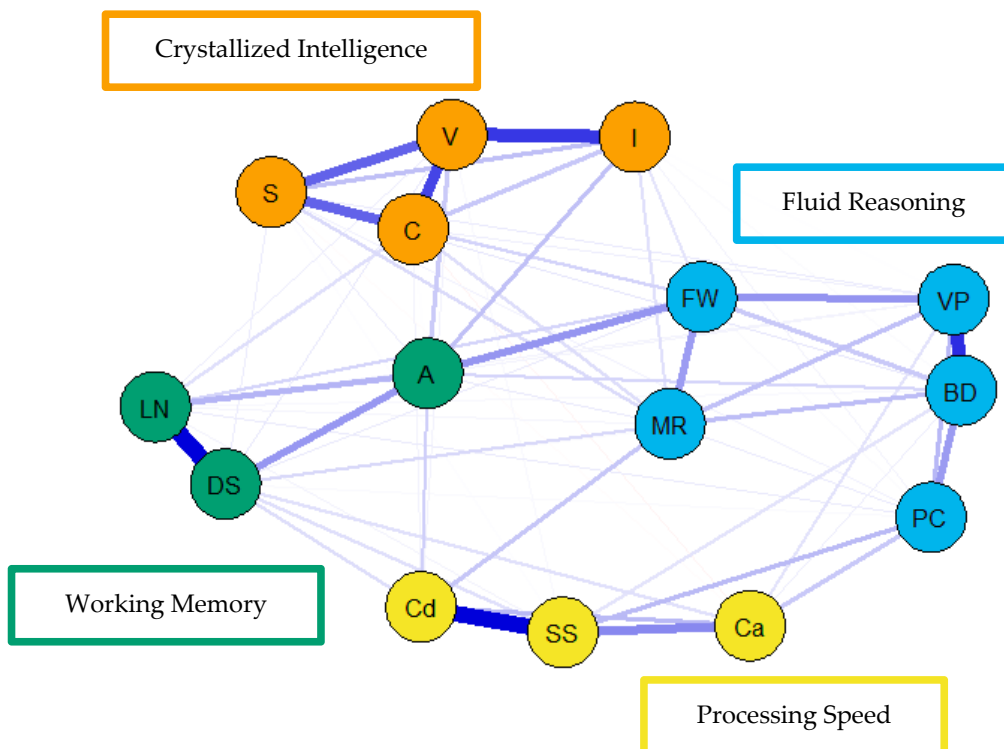 Crystallized Intelligence
V
I
S
C
Fluid Reasoning
FW
VP
A
BD
LN
MR
DS
PC
Working Memory
Cd
SS
Ca
Processing Speed